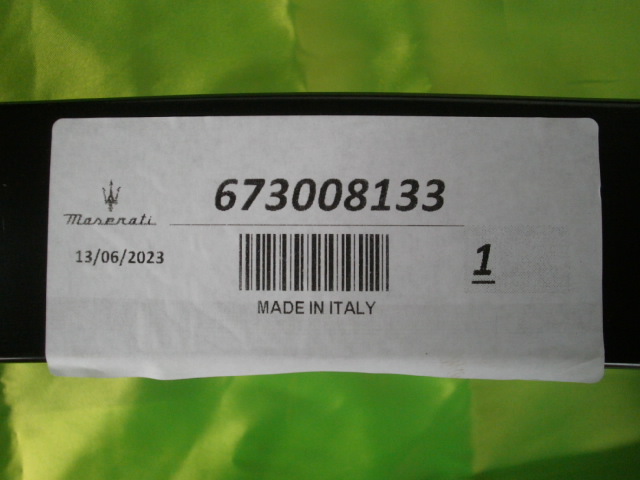 673008133
Maserati
13/06/2023
1
MADE IN ITALY